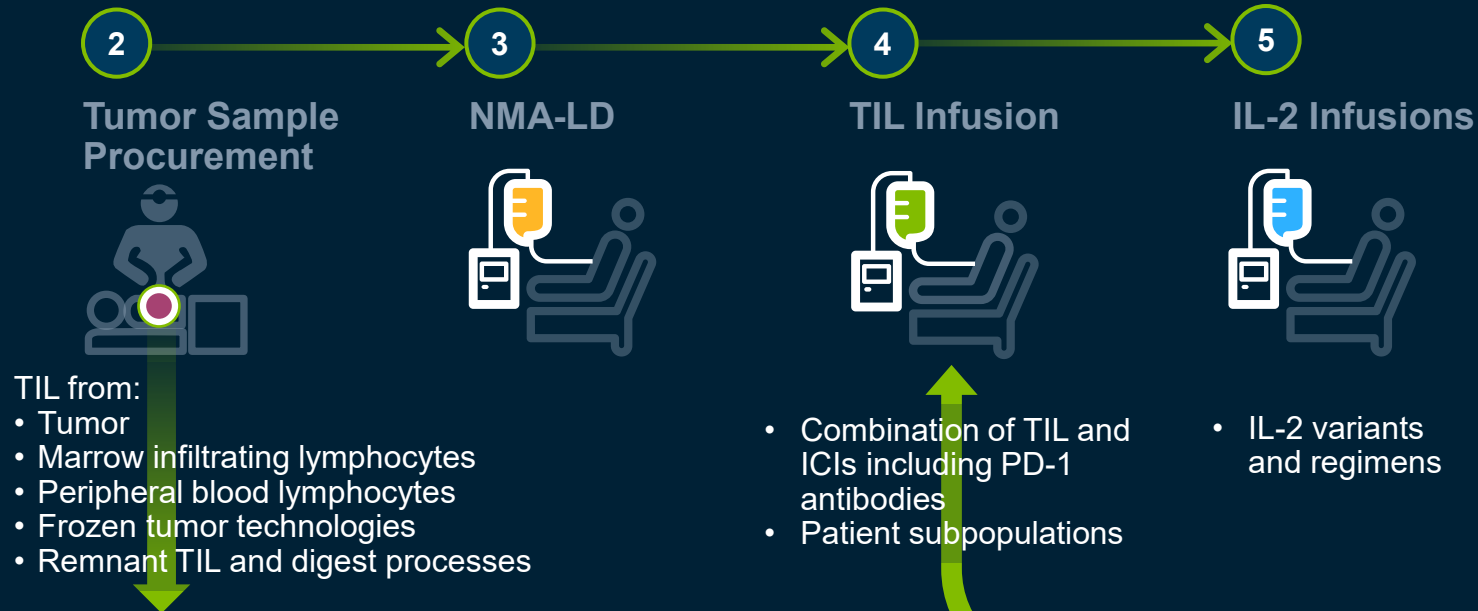 2
3
4
5
Tumor Sample
Procurement
NMA-LD
TIL Infusion
IL-2 Infusions
TIL from:
• Tumor
• Marrow infiltrating lymphocytes
• Peripheral blood lymphocytes
• Frozen tumor technologies
• Remnant TIL and digest processes
• Combination of TIL and
ICIs including PD-1
antibodies
• Patient subpopulations
• IL-2 variants
and regimens